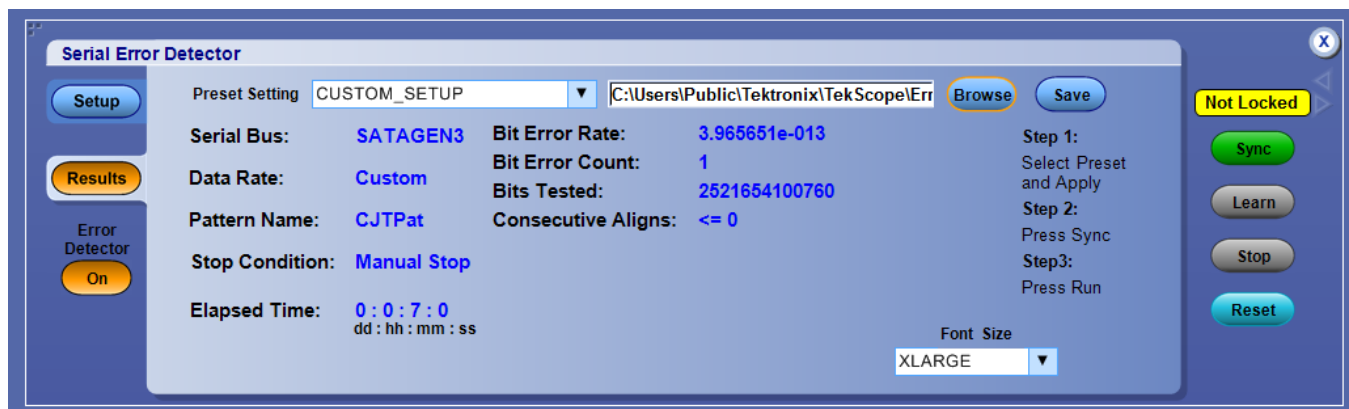 Serial Error Detector
X
Setup
Results
Error
Detector
On
Preset Setting CUSTOM_SETUP C:\Users\Public\Tektronix\TekScope\Err Browse Save
Serial Bus: SATAGEN3
Data Rate: Custom
Pattern Name: CJTPat
Stop Condition: Manual Stop
Elapsed Time: 0 : 0 : 7 : 0
dd : hh : mm : ss
Bit Error Rate: 3.965651e-013
Bit Error Count: 1
Bits Tested: 2521654100760
Consecutive Aligns: <= 0
Step 1:
Select Preset
and Apply
Step 2:
Press Sync
Step3:
Press Run
Font Size
XLARGE
Not Locked
Sync
Learn
Stop
Reset